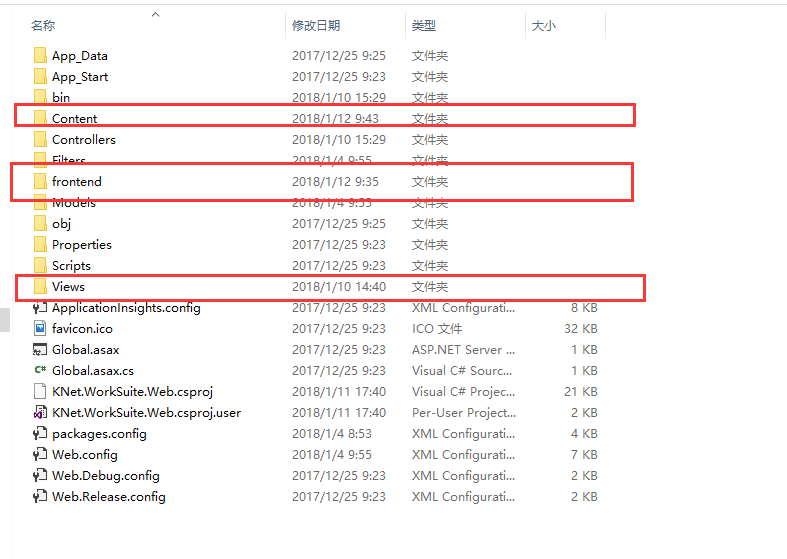 名称 修改日期 类型 大小
App_Data 2017/12/25 9:25 文件夹
App_Start 2017/12/25 9:23 文件夹
bin 2018/1/10 15:29 文件夹
Content 2018/1/12 9:43 文件夹
Controllers 2018/1/10 15:29 文件夹
Filters 2018/1/4 9:55 文件夹
frontend 2018/1/12 9:35 文件夹
Models 2018/1/4 9:55 文件夹
obj 2017/12/25 9:25 文件夹
Properties 2017/12/25 9:23 文件夹
Scripts 2017/12/25 9:23 文件夹
Views 2018/1/10 14:40 文件夹
ApplicationInsights.config 2017/12/25 9:23 XML Configurati... 8 KB
favicon.ico 2017/12/25 9:23 ICO 文件 32 KB
Global.asax 2017/12/25 9:23 ASP.NET Server ... 1 KB
Global.asax.cs 2017/12/25 9:23 Visual C# Sourc... 1 KB
KNet.WorkSuite.Web.csproj 2018/1/11 17:40 Visual C# Projec... 21 KB
KNet.WorkSuite.Web.csproj.user 2018/1/11 17:40 Per-User Project... 2 KB
packages.config 2018/1/4 8:53 XML Configurati... 4 KB
Web.config 2018/1/4 9:55 XML Configurati... 7 KB
Web.Debug.config 2017/12/25 9:23 XML Configurati... 2 KB
Web.Release.config 2017/12/25 9:23 XML Configurati... 2 KB